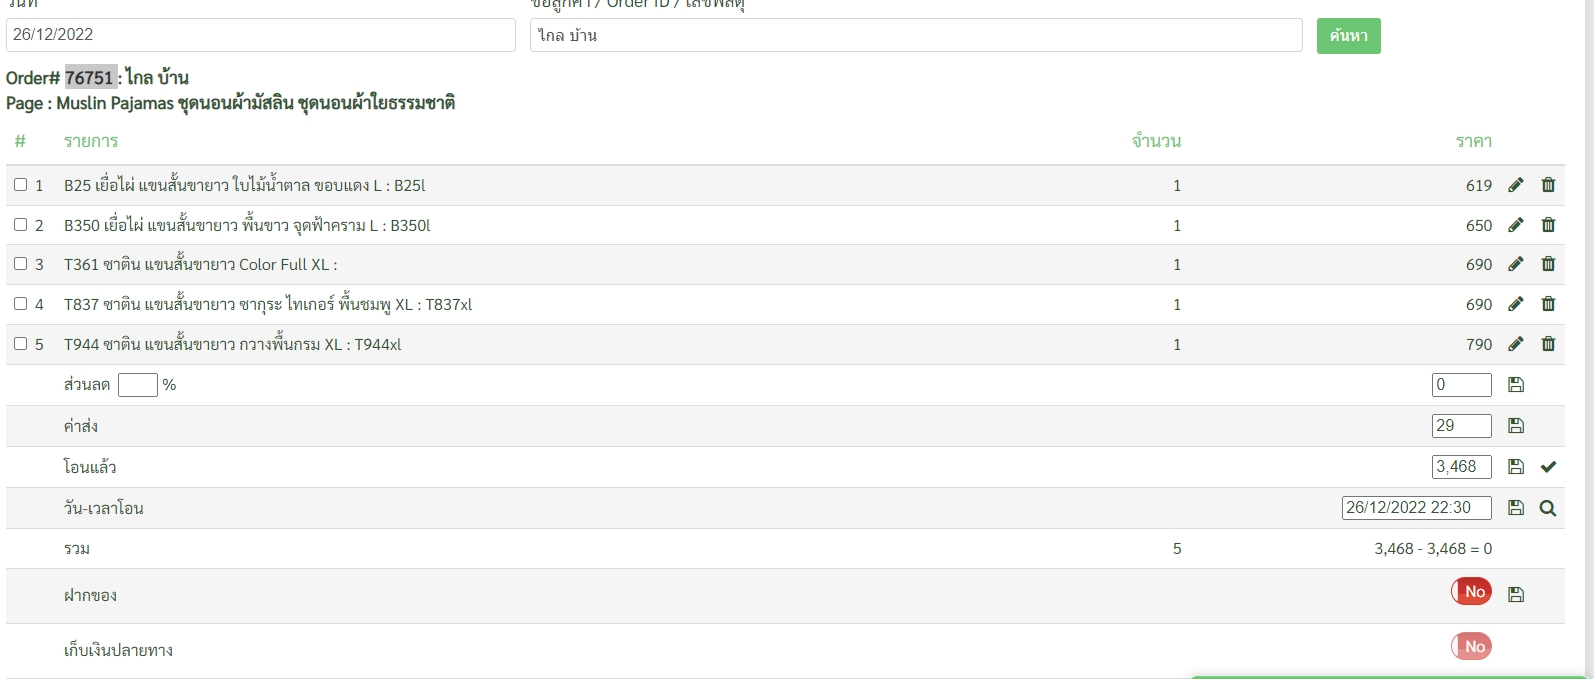 วันที่
ชื่อลูกค้า / Order ID / เลขพัสดุ
26/12/2022
ไกล บ้าน
ค้นหา
Order# 76751 : ไกล บ้าน
Page : Muslin Pajamas ชุดนอนผ้ามัสลิน ชุดนอนผ้าใยธรรมชาติ
# รายการ จำนวน ราคา
1 B25 เยื่อไผ่ แขนสั้นขายาว ใบไม้น้ำตาล ขอบแดง L : B25l 1 619
2 B350 เยื่อไผ่ แขนสั้นขายาว พื้นขาว จุดฟ้าคราม L : B350l 1 650
3 T361 ซาติน แขนสั้นขายาว Color Full XL : 1 690
4 T837 ซาติน แขนสั้นขายาว ซากุระ ไทเกอร์ พื้นชมพู XL : T837xl 1 690
5 T944 ซาติน แขนสั้นขายาว กวางพื้นกรม XL : T944xl 1 790
ส่วนลด % 0
ค่าส่ง 29
โอนแล้ว 3,468
วัน-เวลาโอน 26/12/2022 22:30
รวม 5 3,468 - 3,468 = 0
ฝากของ No
เก็บเงินปลายทาง No